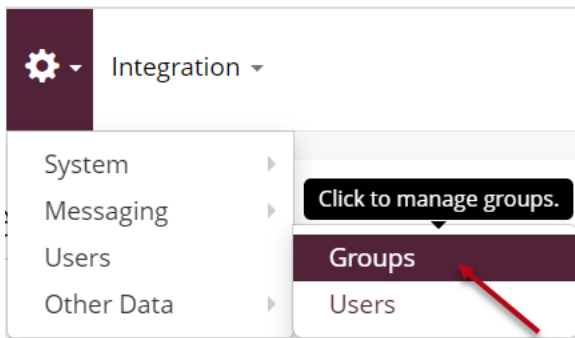 Integration
System
Messaging
Click to manage groups.
Users
Groups
Other Data
Users